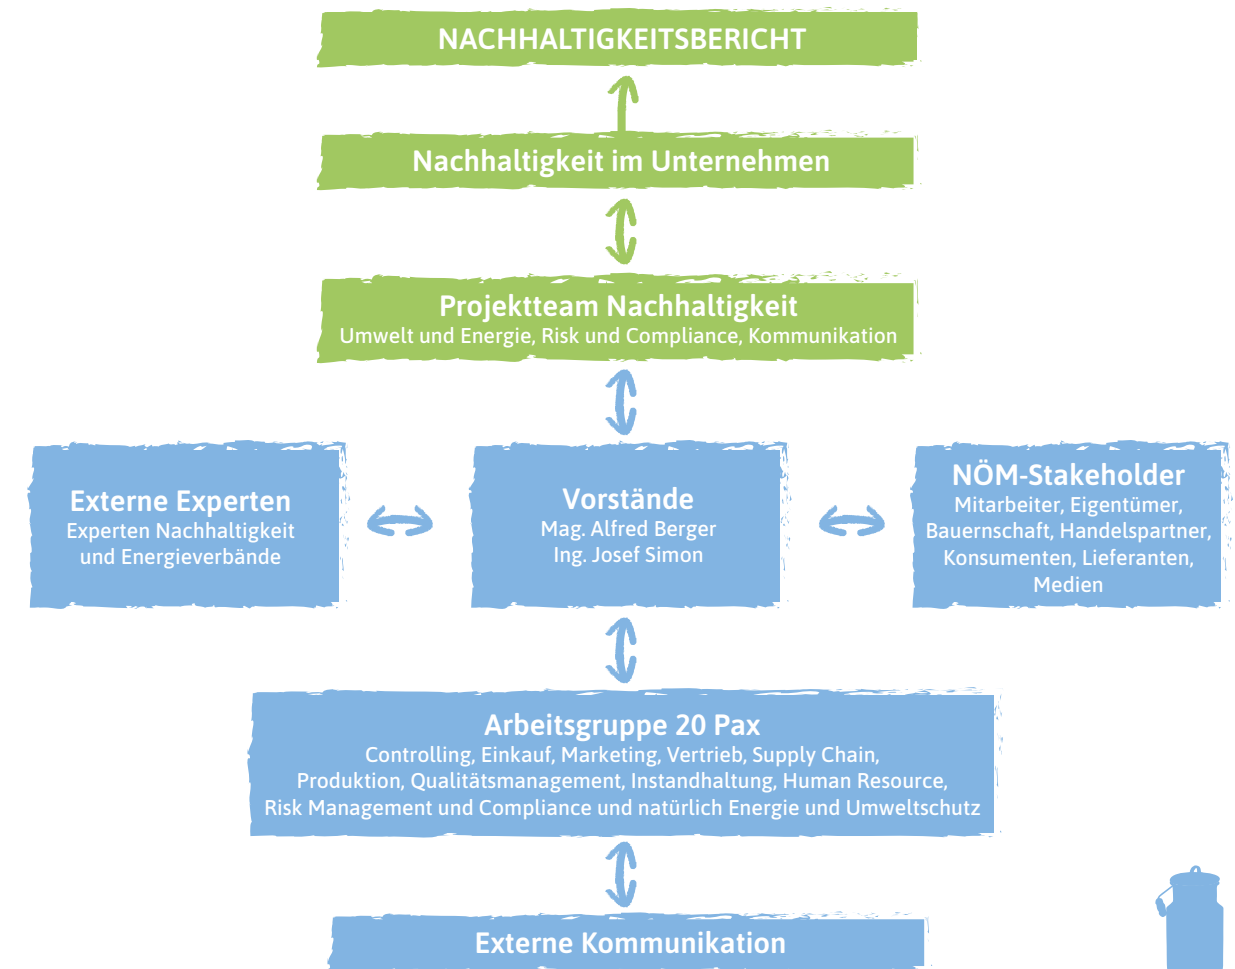 NACHHALTIGKEITSBERICHT
Nachhaltigkeit im Unternehmen
Projektteam Nachhaltigkeit
Umwelt und Energie, Risk und Compliance, Kommunikation
Externe Experten
Experten Nachhaltigkeit
und Energieverbände
Vorstände
Mag. Alfred Berger
Ing. Josef Simon
NÖM-Stakeholder
Mitarbeiter, Eigentümer,
Bauernschaft, Handelspartner,
Konsumenten, Lieferanten,
Medien
Arbeitsgruppe 20 Pax
Controlling, Einkauf, Marketing, Vertrieb, Supply Chain,
Produktion, Qualitätsmanagement, Instandhaltung, Human Resource,
Risk Management und Compliance und natürlich Energie und Umweltschutz
Externe Kommunikation